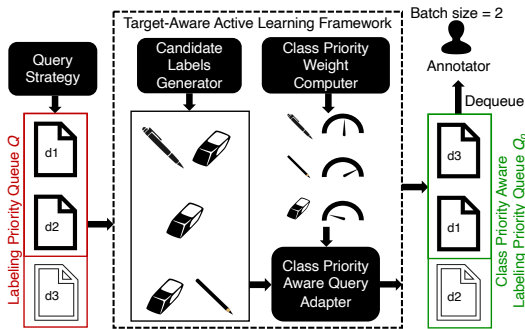 Target-Aware Active Learning Framework
Batch size = 2
Query
Strategy
Candidate
Labels
Generator
Class Priority
Weight
Computer
Annotator
Dequeue
Labeling Priority Queue Q
d1
d2
d3
Class Priority
Aware Query
Adapter
d3
d1
d2
Class Priority Aware
Labeling Priority Queue Q